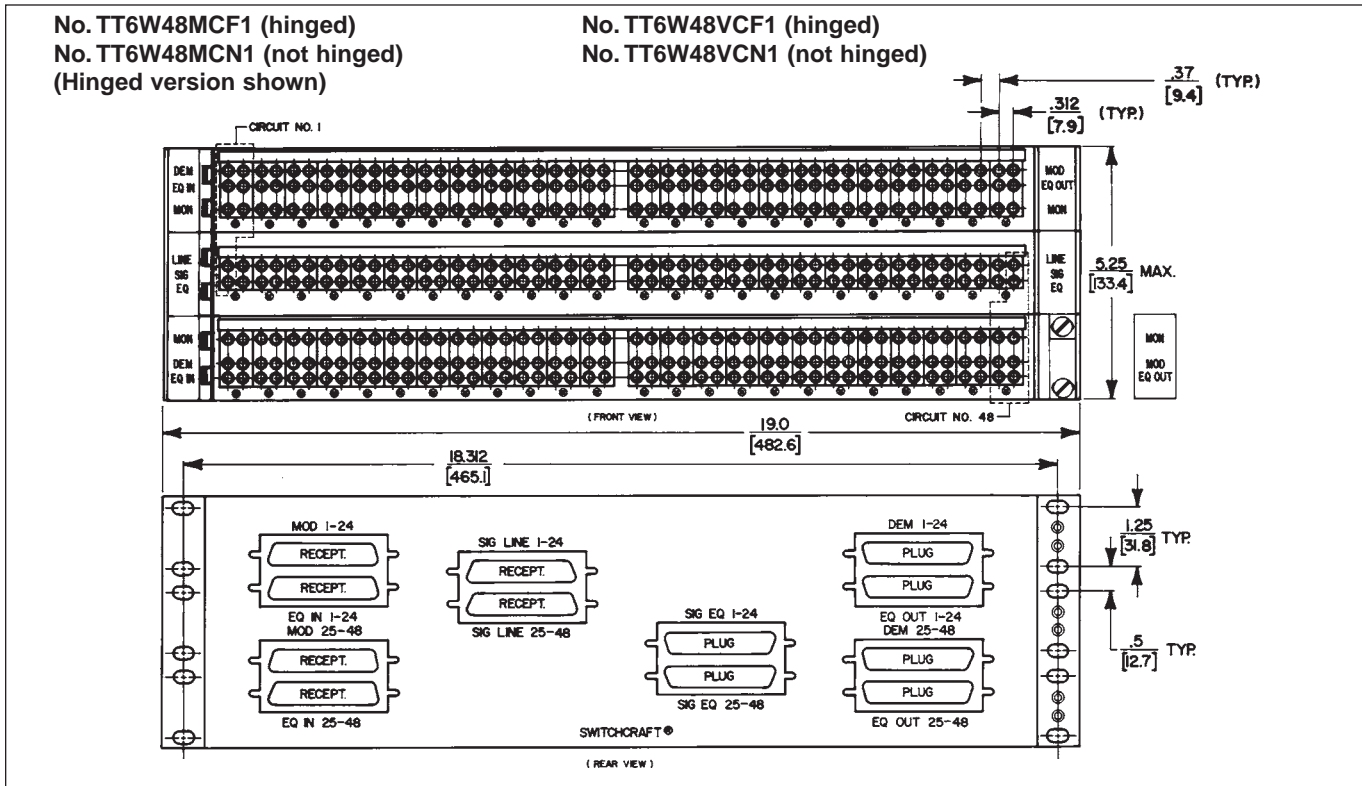 No. TT6W48MCF1 (hinged)
No. TT6W48MCN1 (not hinged)
(Hinged version shown)
No. TT6W48VCF1 (hinged)
No. TT6W48VCN1 (not hinged)
.37
[9.4]
(TYP.)
.312
[7.9]
(TYP.)
CIRCUIT NO. 1
DEM
EQ IN
MON
MOD
EQ OUT
MON
LINE
SIG
EQ
LINE
SIG
EQ
5.25
[133.4]
MAX.
MON
DEM
EQ IN
MON
MOD
EQ OUT
(FRONT VIEW)
CIRCUIT NO. 48
19.0
[482.6]
18.312
[465.1]
MOD 1-24
RECEPT.
RECEPT.
EQ IN 1-24
MOD 25-48
RECEPT.
RECEPT.
EQ IN 25-48
SIG LINE 1-24
RECEPT.
RECEPT.
SIG LINE 25-48
SIG EQ 1-24
PLUG
PLUG
SIG EQ 25-48
DEM 1-24
PLUG
PLUG
EQ OUT 1-24
DEM 25-48
PLUG
PLUG
EQ OUT 25-48
1.25
[31.8]
TYP.
.5
[12.7]
TYP.
SWITCHCRAFT®
(REAR VIEW)